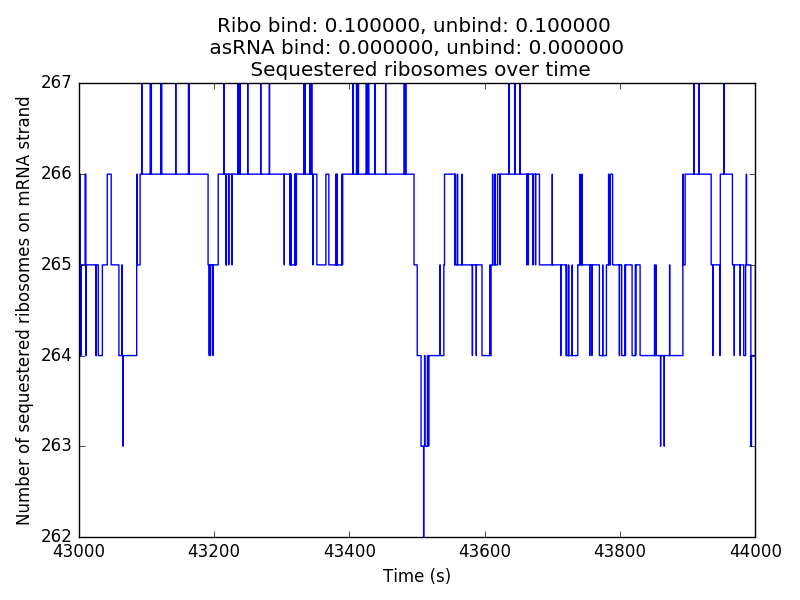 Ribo bind: 0.100000, unbind: 0.100000
asRNA bind: 0.000000, unbind: 0.000000
Sequestered ribosomes over time
Number of sequestered ribosomes on mRNA strand
267
266
265
264
263
262
43000 43200 43400 43600 43800 44000
Time (s)